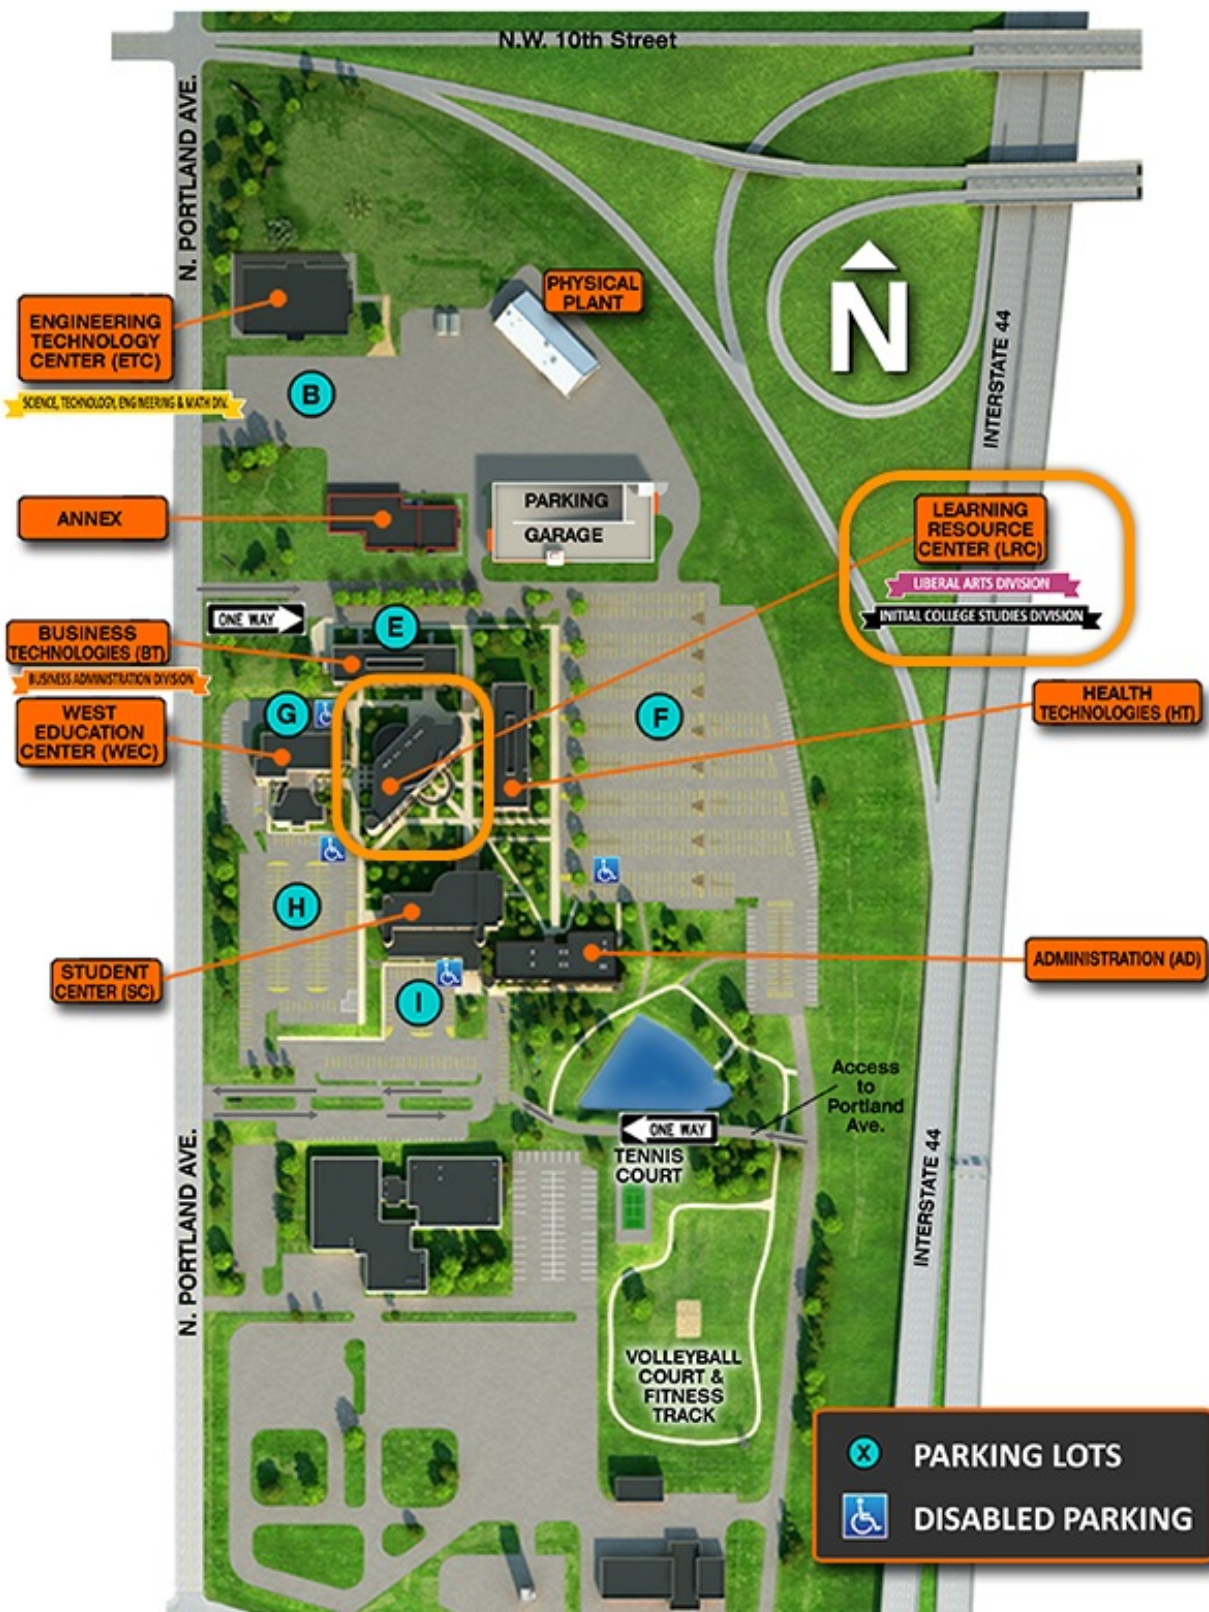 N.W. 10th Street
N. PORTLAND AVE.
PHYSICAL
PLANT
ENGINEERING
TECHNOLOGY
CENTER (ETC)
SCIENCE, TECHNOLOGY, ENGINEERING & MATH DIV.
B
N
INTERSTATE 44
ANNEX
PARKING
GARAGE
LEARNING
RESOURCE
CENTER (LRC)
LIBERAL ARTS DIVISION
INITIAL COLLEGE STUDIES DIVISION
ONE WAY
E
BUSINESS
TECHNOLOGIES (BT)
BUSINESS ADMINISTRATION DIVISION
WEST
EDUCATION
CENTER (WEC)
G
F
HEALTH
TECHNOLOGIES (HT)
H
STUDENT
CENTER (SC)
I
ADMINISTRATION (AD)
Access
to
Portland
Ave.
ONE WAY
TENNIS
COURT
N. PORTLAND AVE.
INTERSTATE 44
VOLLEYBALL
COURT &
FITNESS
TRACK
X PARKING LOTS
DISABLED PARKING